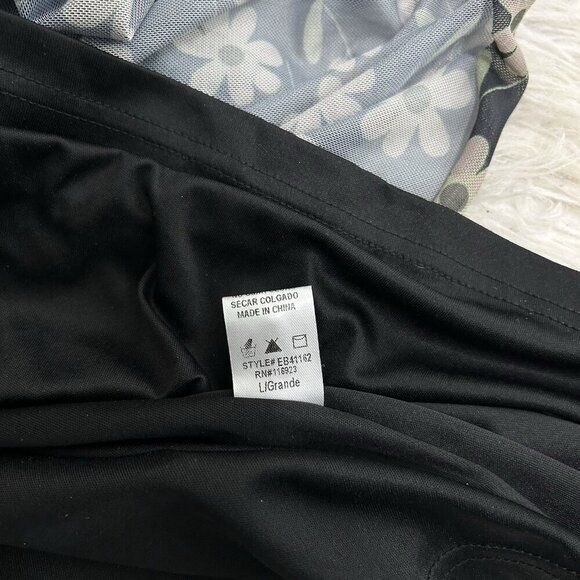 SECAR COLGADO
MADE IN CHINA
STYLE# EB41162
RN#116923
L/Grande